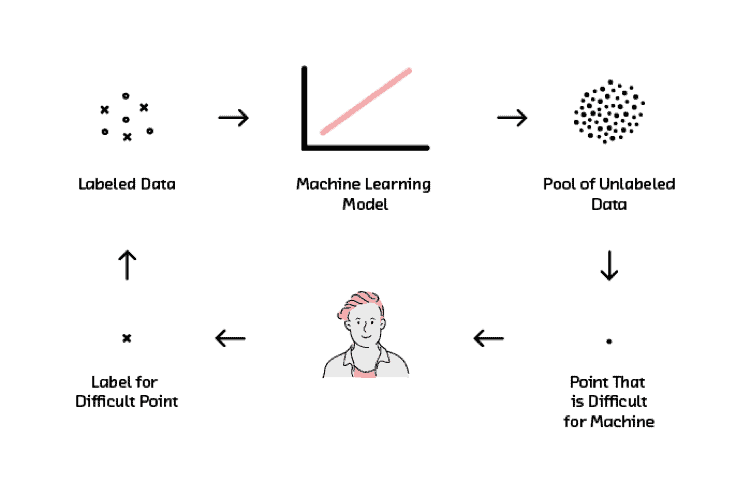 Labeled Data
Machine Learning
Model
Pool of Unlabeled
Data
Label for
Difficult Point
Point That
is Difficult
for Machine